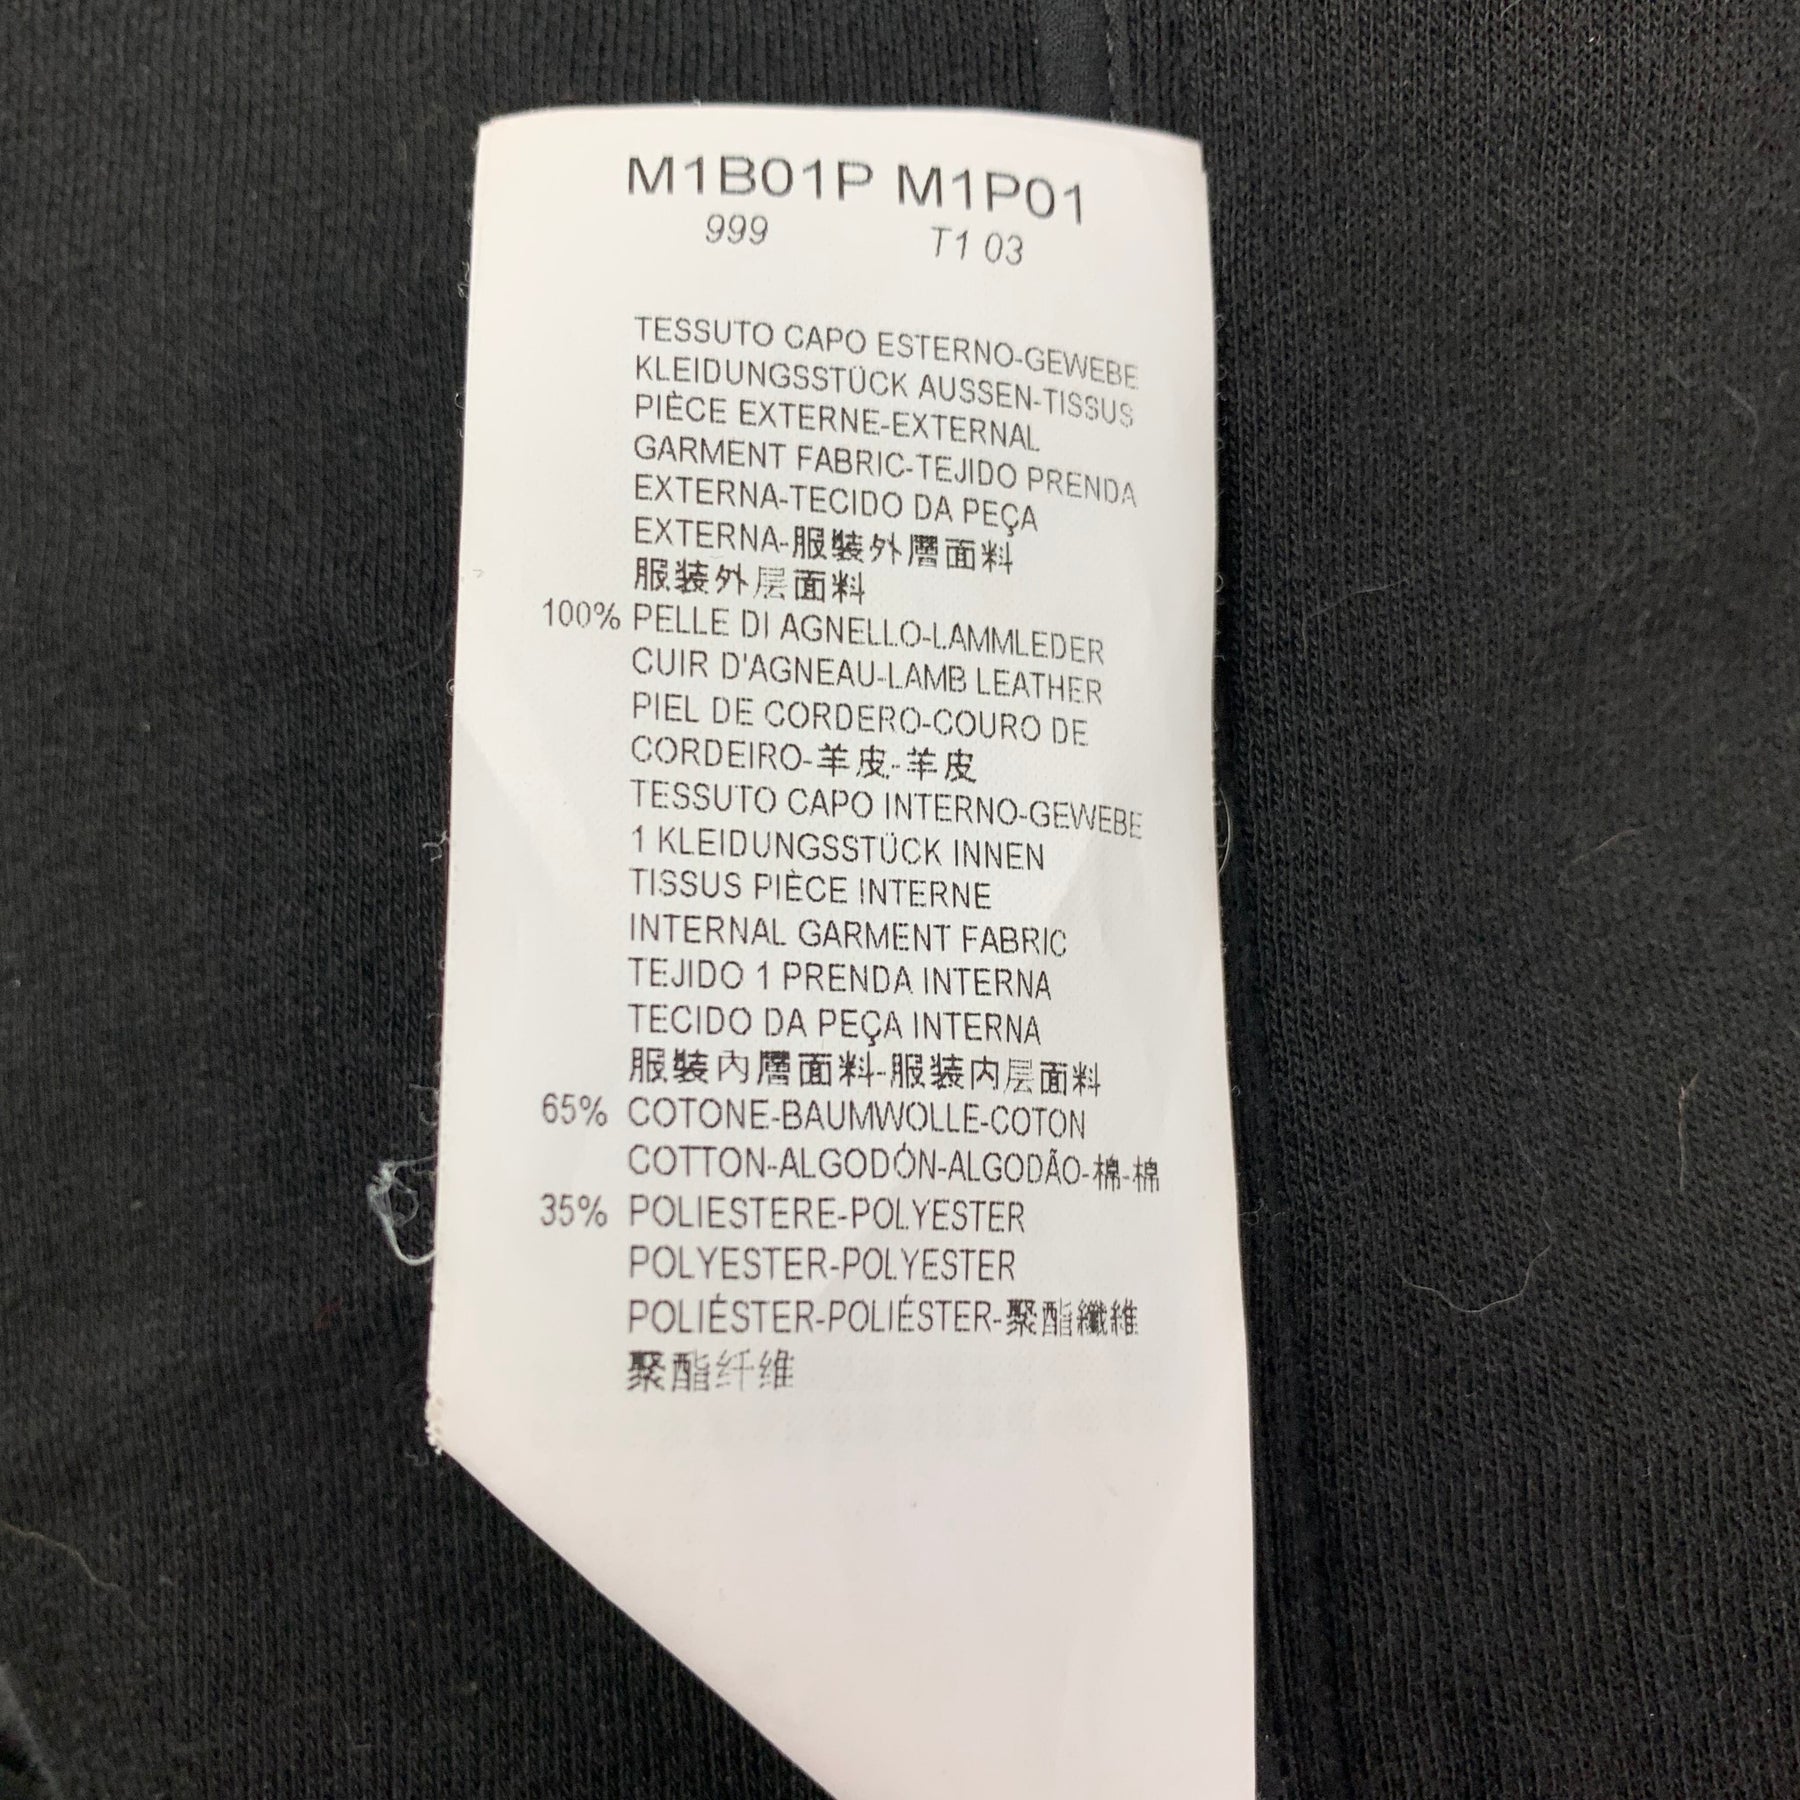 M1B01P M1P01
999 T1 03
TESSUTO CAPO ESTERNO-GEWEBE
KLEIDUNGSSTÜCK AUSSEN-TISSUS
PIÈCE EXTERNE-EXTERNAL
GARMENT FABRIC-TEJIDO PRENDA
EXTERNA-TECIDO DA PEÇA
EXTERNA-服裝外層面料
服装外层面料
100% PELLE DI AGNELLO-LAMMLEDER
CUIR D'AGNEAU-LAMB LEATHER
PIEL DE CORDERO-COURO DE
CORDEIRO-羊皮-羊皮
TESSUTO CAPO INTERNO-GEWEBE
1 KLEIDUNGSSTÜCK INNEN
TISSUS PIÈCE INTERNE
INTERNAL GARMENT FABRIC
TEJIDO 1 PRENDA INTERNA
TECIDO DA PEÇA INTERNA
服裝內層面料-服装内层面料
65% COTONE-BAUMWOLLE-COTON
COTTON-ALGODÓN-ALGODÃO-棉-棉
35% POLIESTERE-POLYESTER
POLYESTER-POLYESTER
POLIÉSTER-POLIÉSTER-聚酯纖維
聚酯纤维